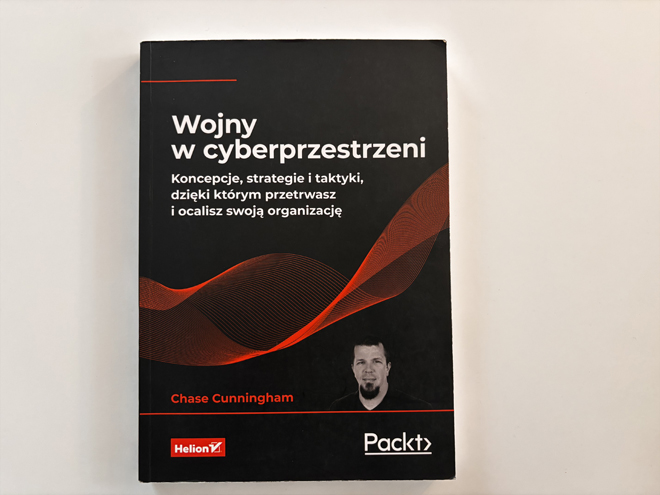 Wojny
w cyberprzestrzeni
Koncepcje, strategie i taktyki,
dzięki którym przetrwasz
i ocalisz swoją organizację
Chase Cunningham
Helion
Packt